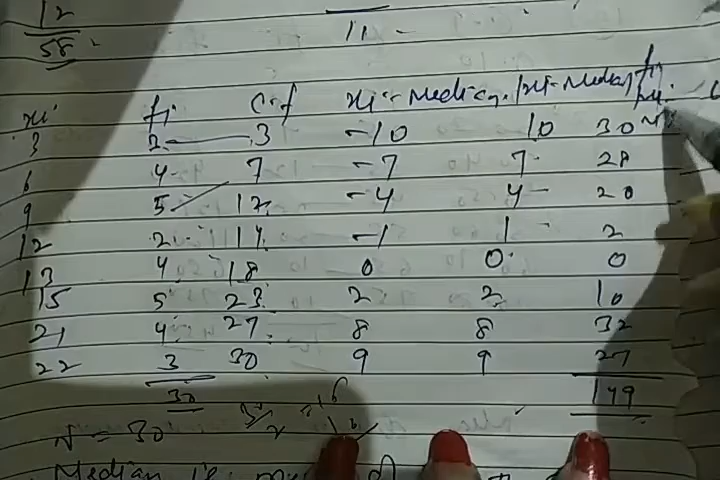 12
58
11 -
xi fi c.f xi - Median |xi - Median| fi |xi - M|
3 2 3 -10 10 30
6 4 7 -7 7 28
9 5 12 -4 4 20
12 2 14 -1 1 2
13 4 18 0 0 0
15 5 23 2 2 10
21 4 27 8 8 32
22 3 30 9 9 27
30 149
N = 30
Median is